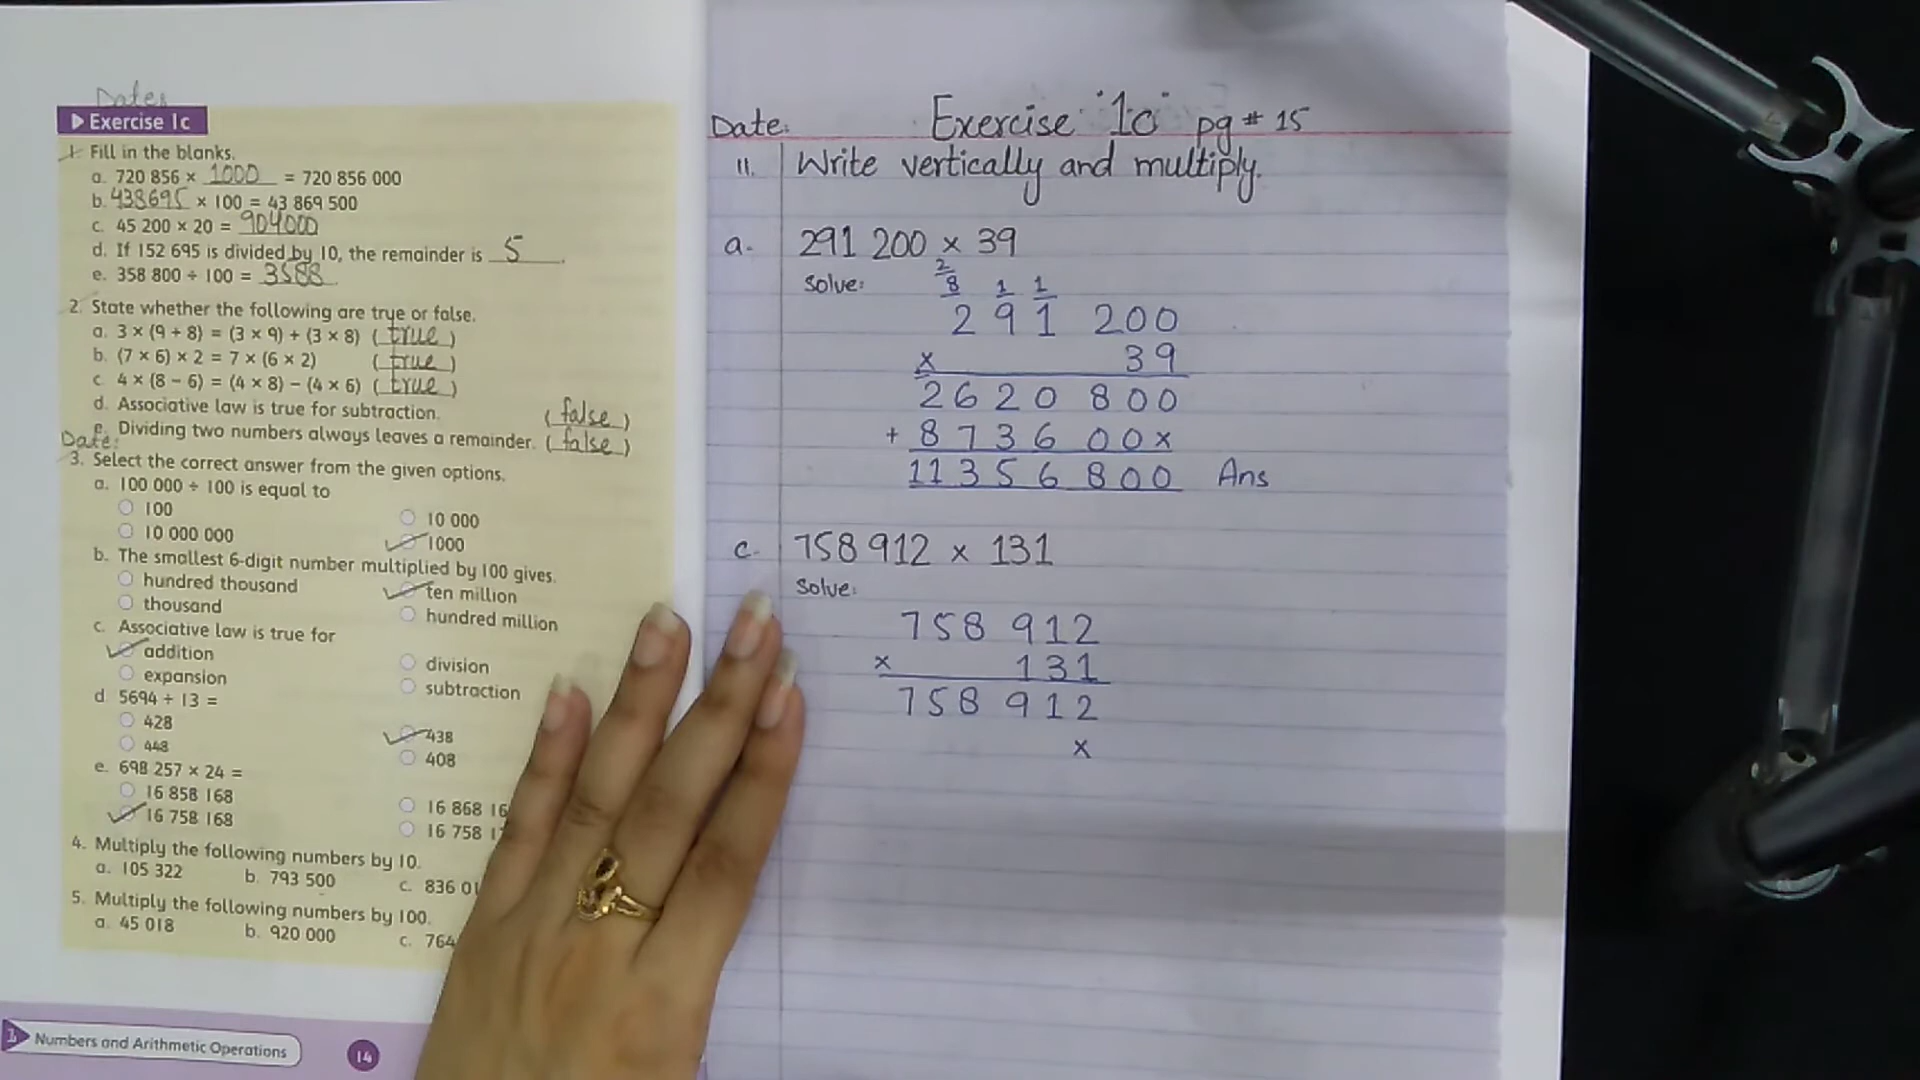 Date:
Exercise 1c
1. Fill in the blanks.
a. 720 856 × 1000 = 720 856 000
b. 438695 × 100 = 43 869 500
c. 45 200 × 20 = 904000
d. If 152 695 is divided by 10, the remainder is 5.
e. 358 800 ÷ 100 = 3588
2. State whether the following are true or false.
a. 3 × (9 + 8) = (3 × 9) + (3 × 8) (true)
b. (7 × 6) × 2 = 7 × (6 × 2) (true)
c. 4 × (8 − 6) = (4 × 8) − (4 × 6) (true)
d. Associative law is true for subtraction. (false)
e. Dividing two numbers always leaves a remainder. (false)
Date:
3. Select the correct answer from the given options.
a. 100 000 ÷ 100 is equal to
100 10 000
10 000 000 1000
b. The smallest 6-digit number multiplied by 100 gives.
hundred thousand ten million
thousand hundred million
c. Associative law is true for
addition division
expansion subtraction
d 5694 ÷ 13 =
428 438
448 408
e. 698 257 × 24 =
16 858 168 16 868 16
16 758 168 16 758 1
4. Multiply the following numbers by 10.
a. 105 322 b. 793 500 c. 836 01
5. Multiply the following numbers by 100.
a. 45 018 b. 920 000 c. 764
1 Numbers and Arithmetic Operations 14
Date: Exercise "1c" pg # 15
11. Write vertically and multiply.
a. 291 200 × 39
Solve:
2
8 1 1
291 200
× 39
2620 800
+ 8736 00×
11356 800 Ans
c. 758 912 × 131
Solve:
758 912
× 131
758 912
×